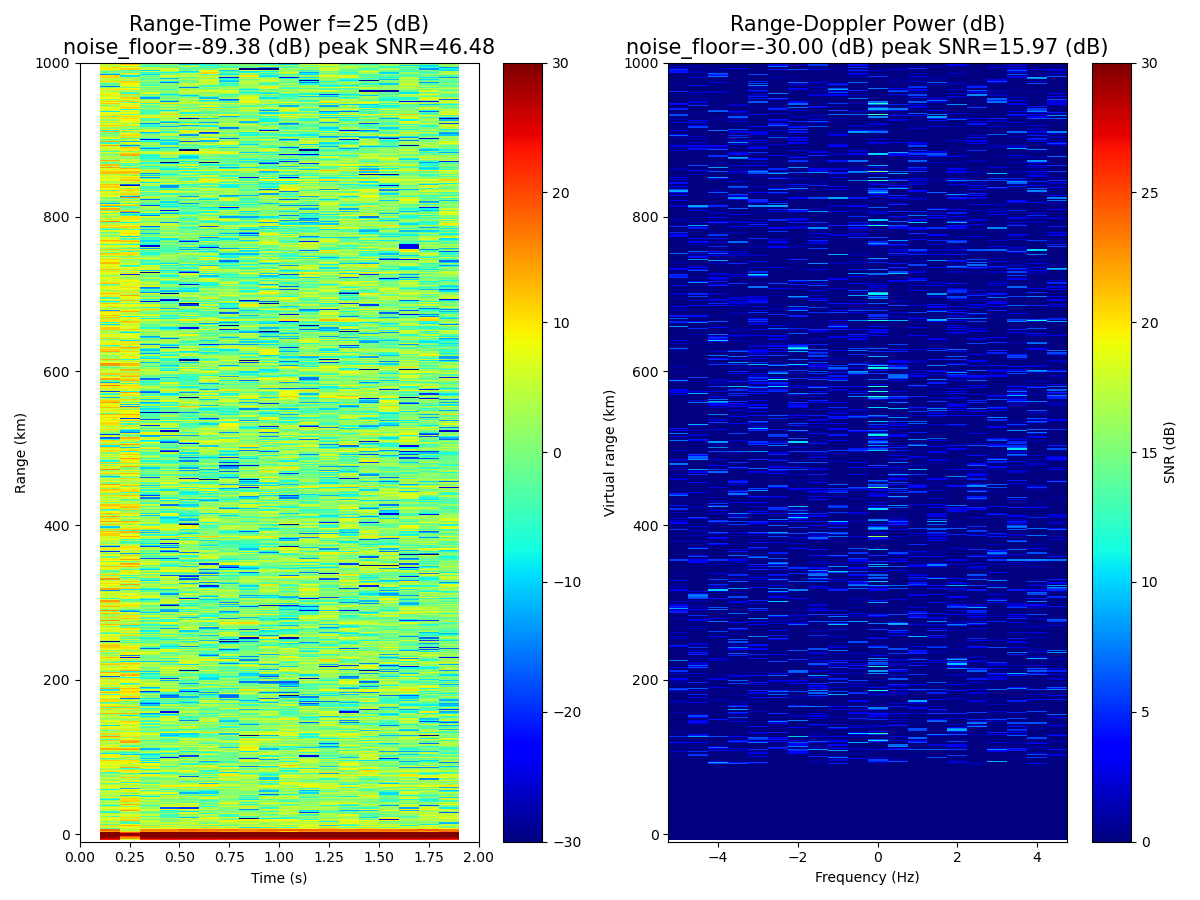 Range-Time Power f=25 (dB)
noise_floor=-89.38 (dB) peak SNR=46.48
Range-Doppler Power (dB)
noise_floor=-30.00 (dB) peak SNR=15.97 (dB)
1000
800
600
400
200
0
Range (km)
0.00 0.25 0.50 0.75 1.00 1.25 1.50 1.75 2.00
Time (s)
30
20
10
0
−10
−20
−30
1000
800
600
400
200
0
Virtual range (km)
−4 −2 0 2 4
Frequency (Hz)
30
25
20
15
10
5
0
SNR (dB)